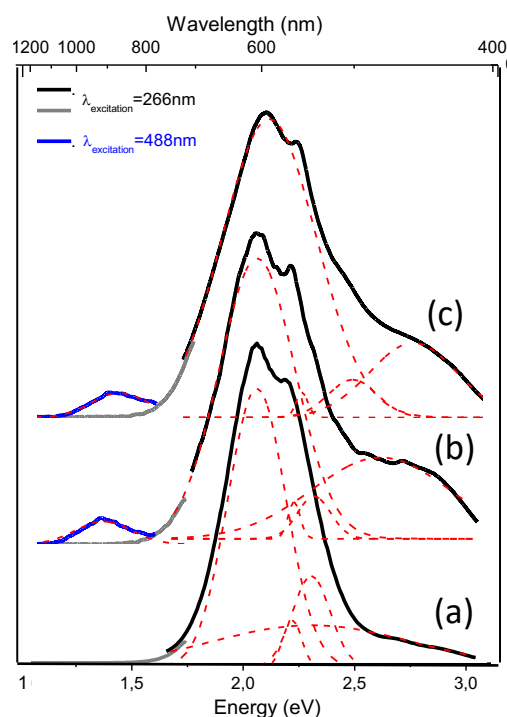 Wavelength (nm)
1200 1000 800 600 400
. λexcitation=266nm
. λexcitation=488nm
(c)
(b)
(a)
1 1,5 2,0 2,5 3,0
Energy (eV)